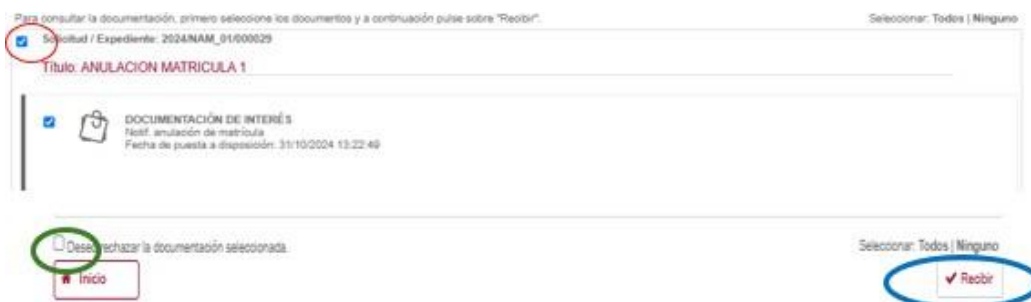 Para consultar la documentación, primero seleccione los documentos y a continuación pulse sobre "Recibir".
Seleccionar: Todos | Ninguno
Solicitud / Expediente: 2024/NAM_01/000029
Título: ANULACION MATRICULA 1
DOCUMENTACIÓN DE INTERÉS
Notif. anulación de matrícula
Fecha de puesta a disposición: 31/10/2024 13:22:49
Deseo rechazar la documentación seleccionada.
Seleccionar: Todos | Ninguno
Inicio
Recibir